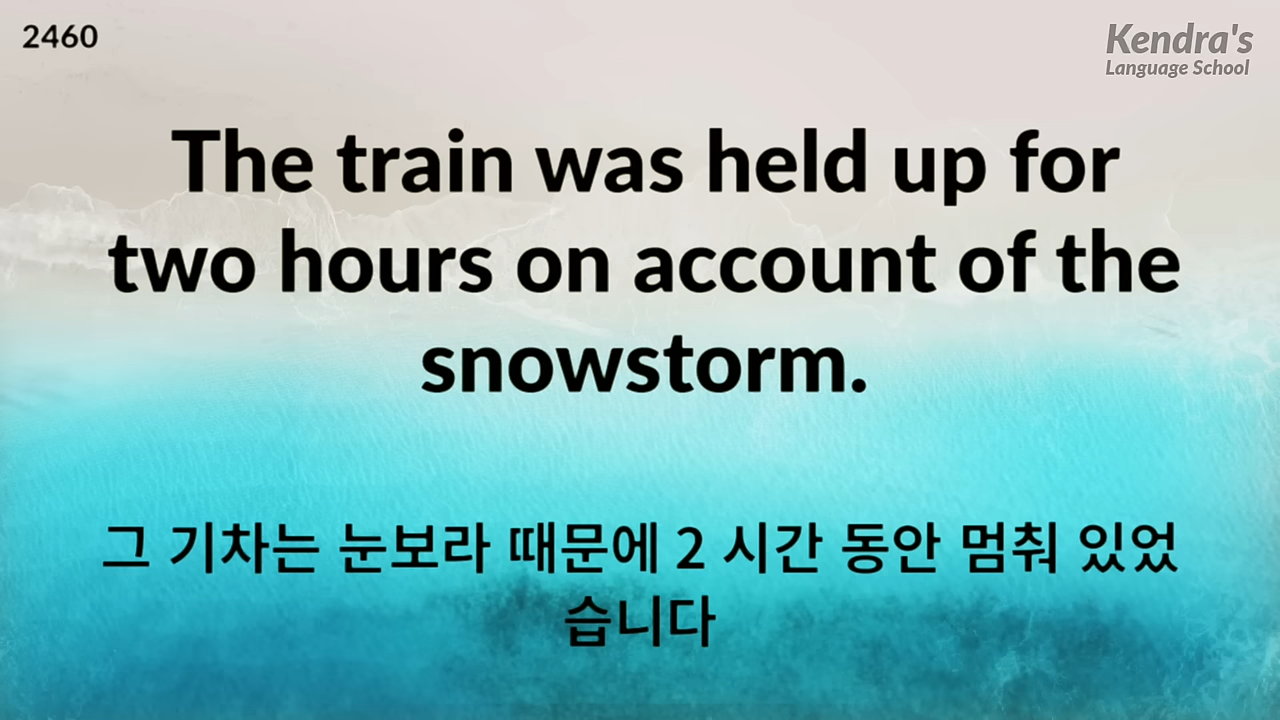 2460
Kendra's
Language School
The train was held up for
two hours on account of the
snowstorm.
그 기차는 눈보라 때문에 2 시간 동안 멈춰 있었
습니다